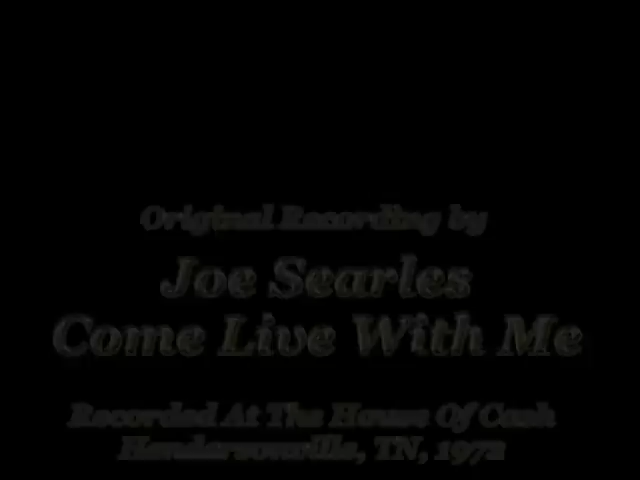 Original Recording by
Joe Searles
Come Live With Me
Recorded At The House Of Cash
Hendersonville, TN, 1972